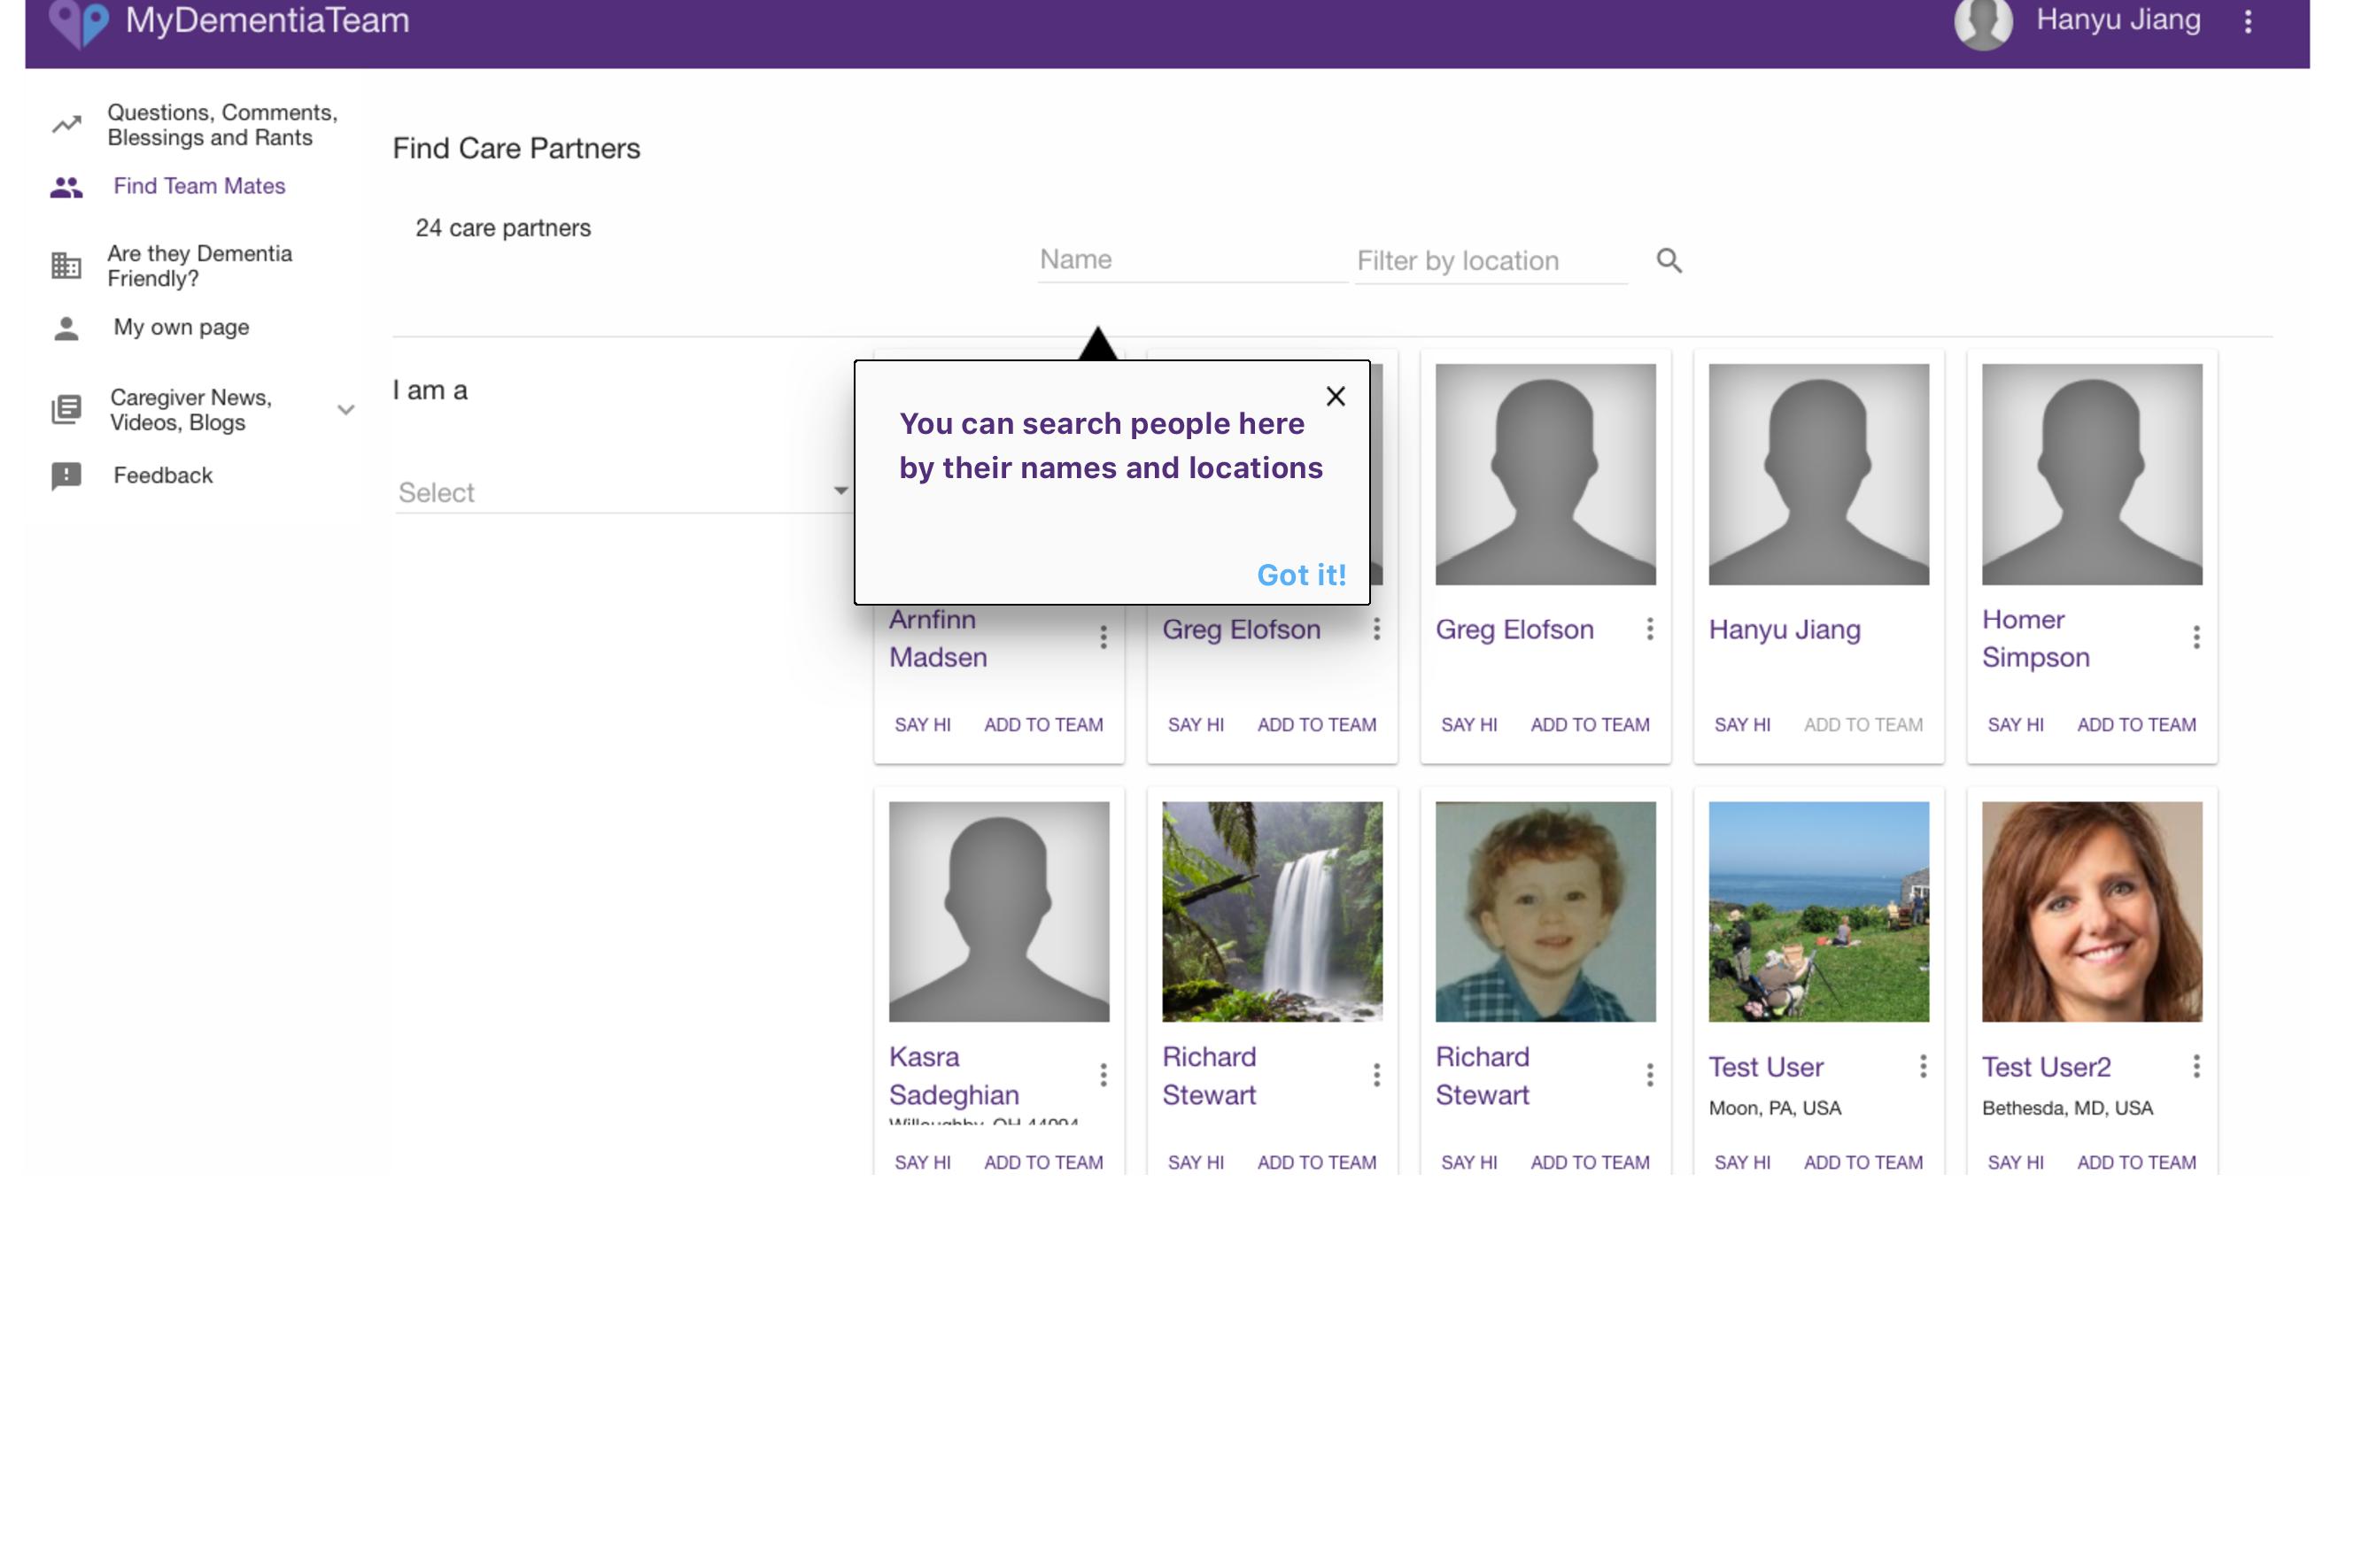 MyDementiaTeam
Hanyu Jiang
Questions, Comments,
Blessings and Rants
Find Team Mates
Are they Dementia
Friendly?
My own page
Caregiver News,
Videos, Blogs
Feedback
Find Care Partners
24 care partners
Name
Filter by location
I am a
Select
You can search people here
by their names and locations
Got it!
Arnfinn
Madsen
SAY HI ADD TO TEAM
Greg Elofson
SAY HI ADD TO TEAM
Greg Elofson
SAY HI ADD TO TEAM
Hanyu Jiang
SAY HI ADD TO TEAM
Homer
Simpson
SAY HI ADD TO TEAM
Kasra
Sadeghian
Willoughby, OH 44094
SAY HI ADD TO TEAM
Richard
Stewart
SAY HI ADD TO TEAM
Richard
Stewart
SAY HI ADD TO TEAM
Test User
Moon, PA, USA
SAY HI ADD TO TEAM
Test User2
Bethesda, MD, USA
SAY HI ADD TO TEAM